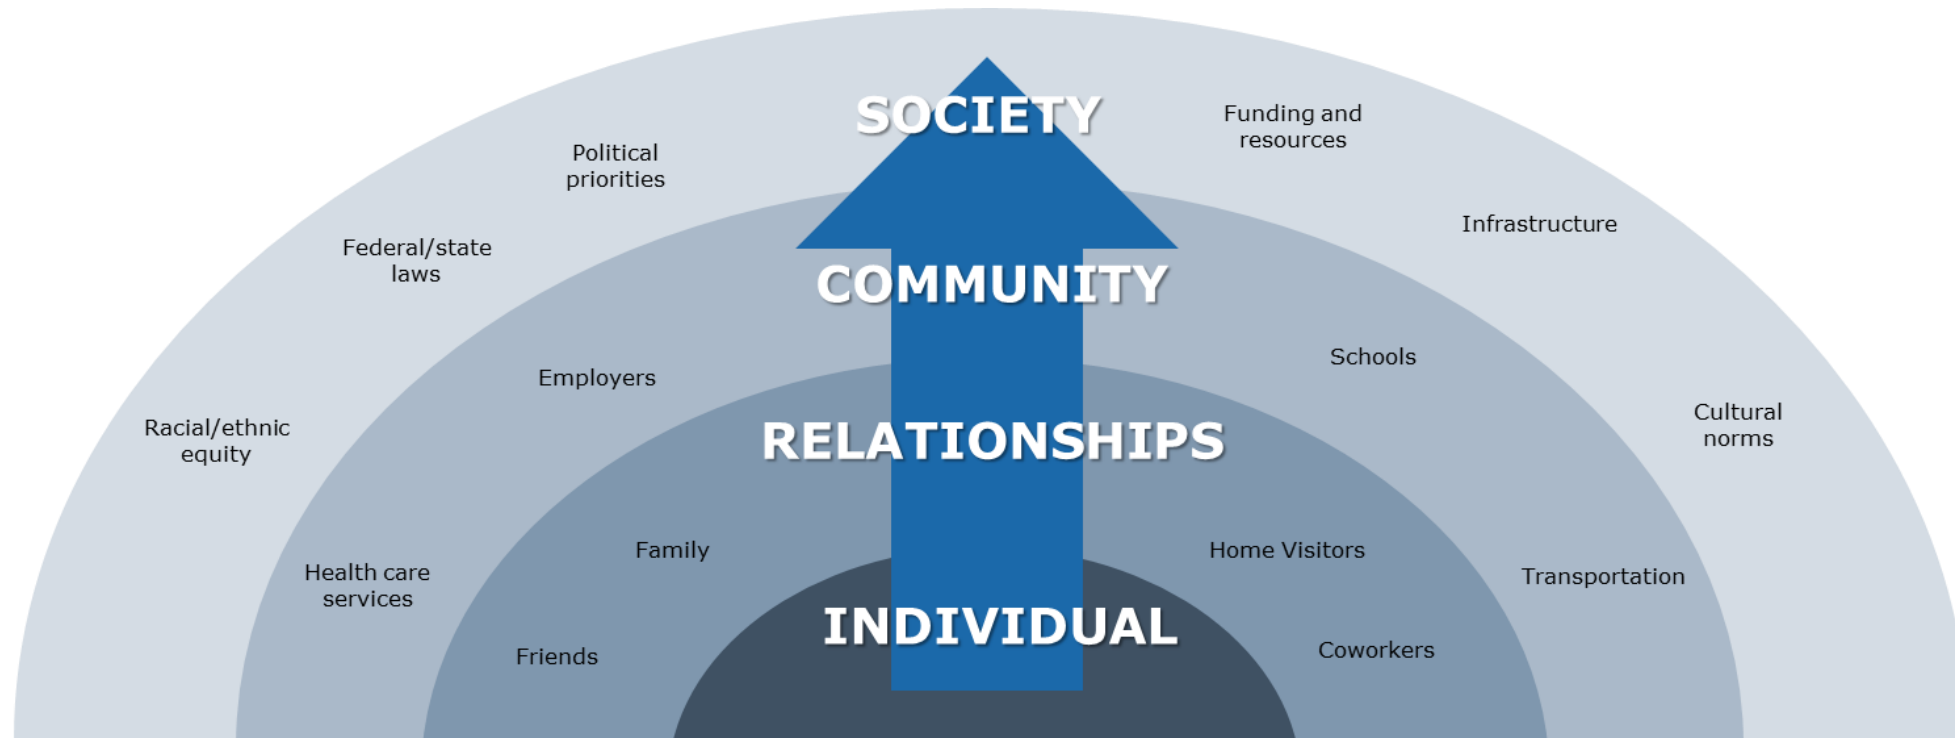 SOCIETY
Funding and
resources
Political
priorities
Infrastructure
Federal/state
laws
COMMUNITY
Schools
Employers
Cultural
norms
Racial/ethnic
equity
RELATIONSHIPS
Family
Home Visitors
Health care
services
Transportation
INDIVIDUAL
Friends
Coworkers